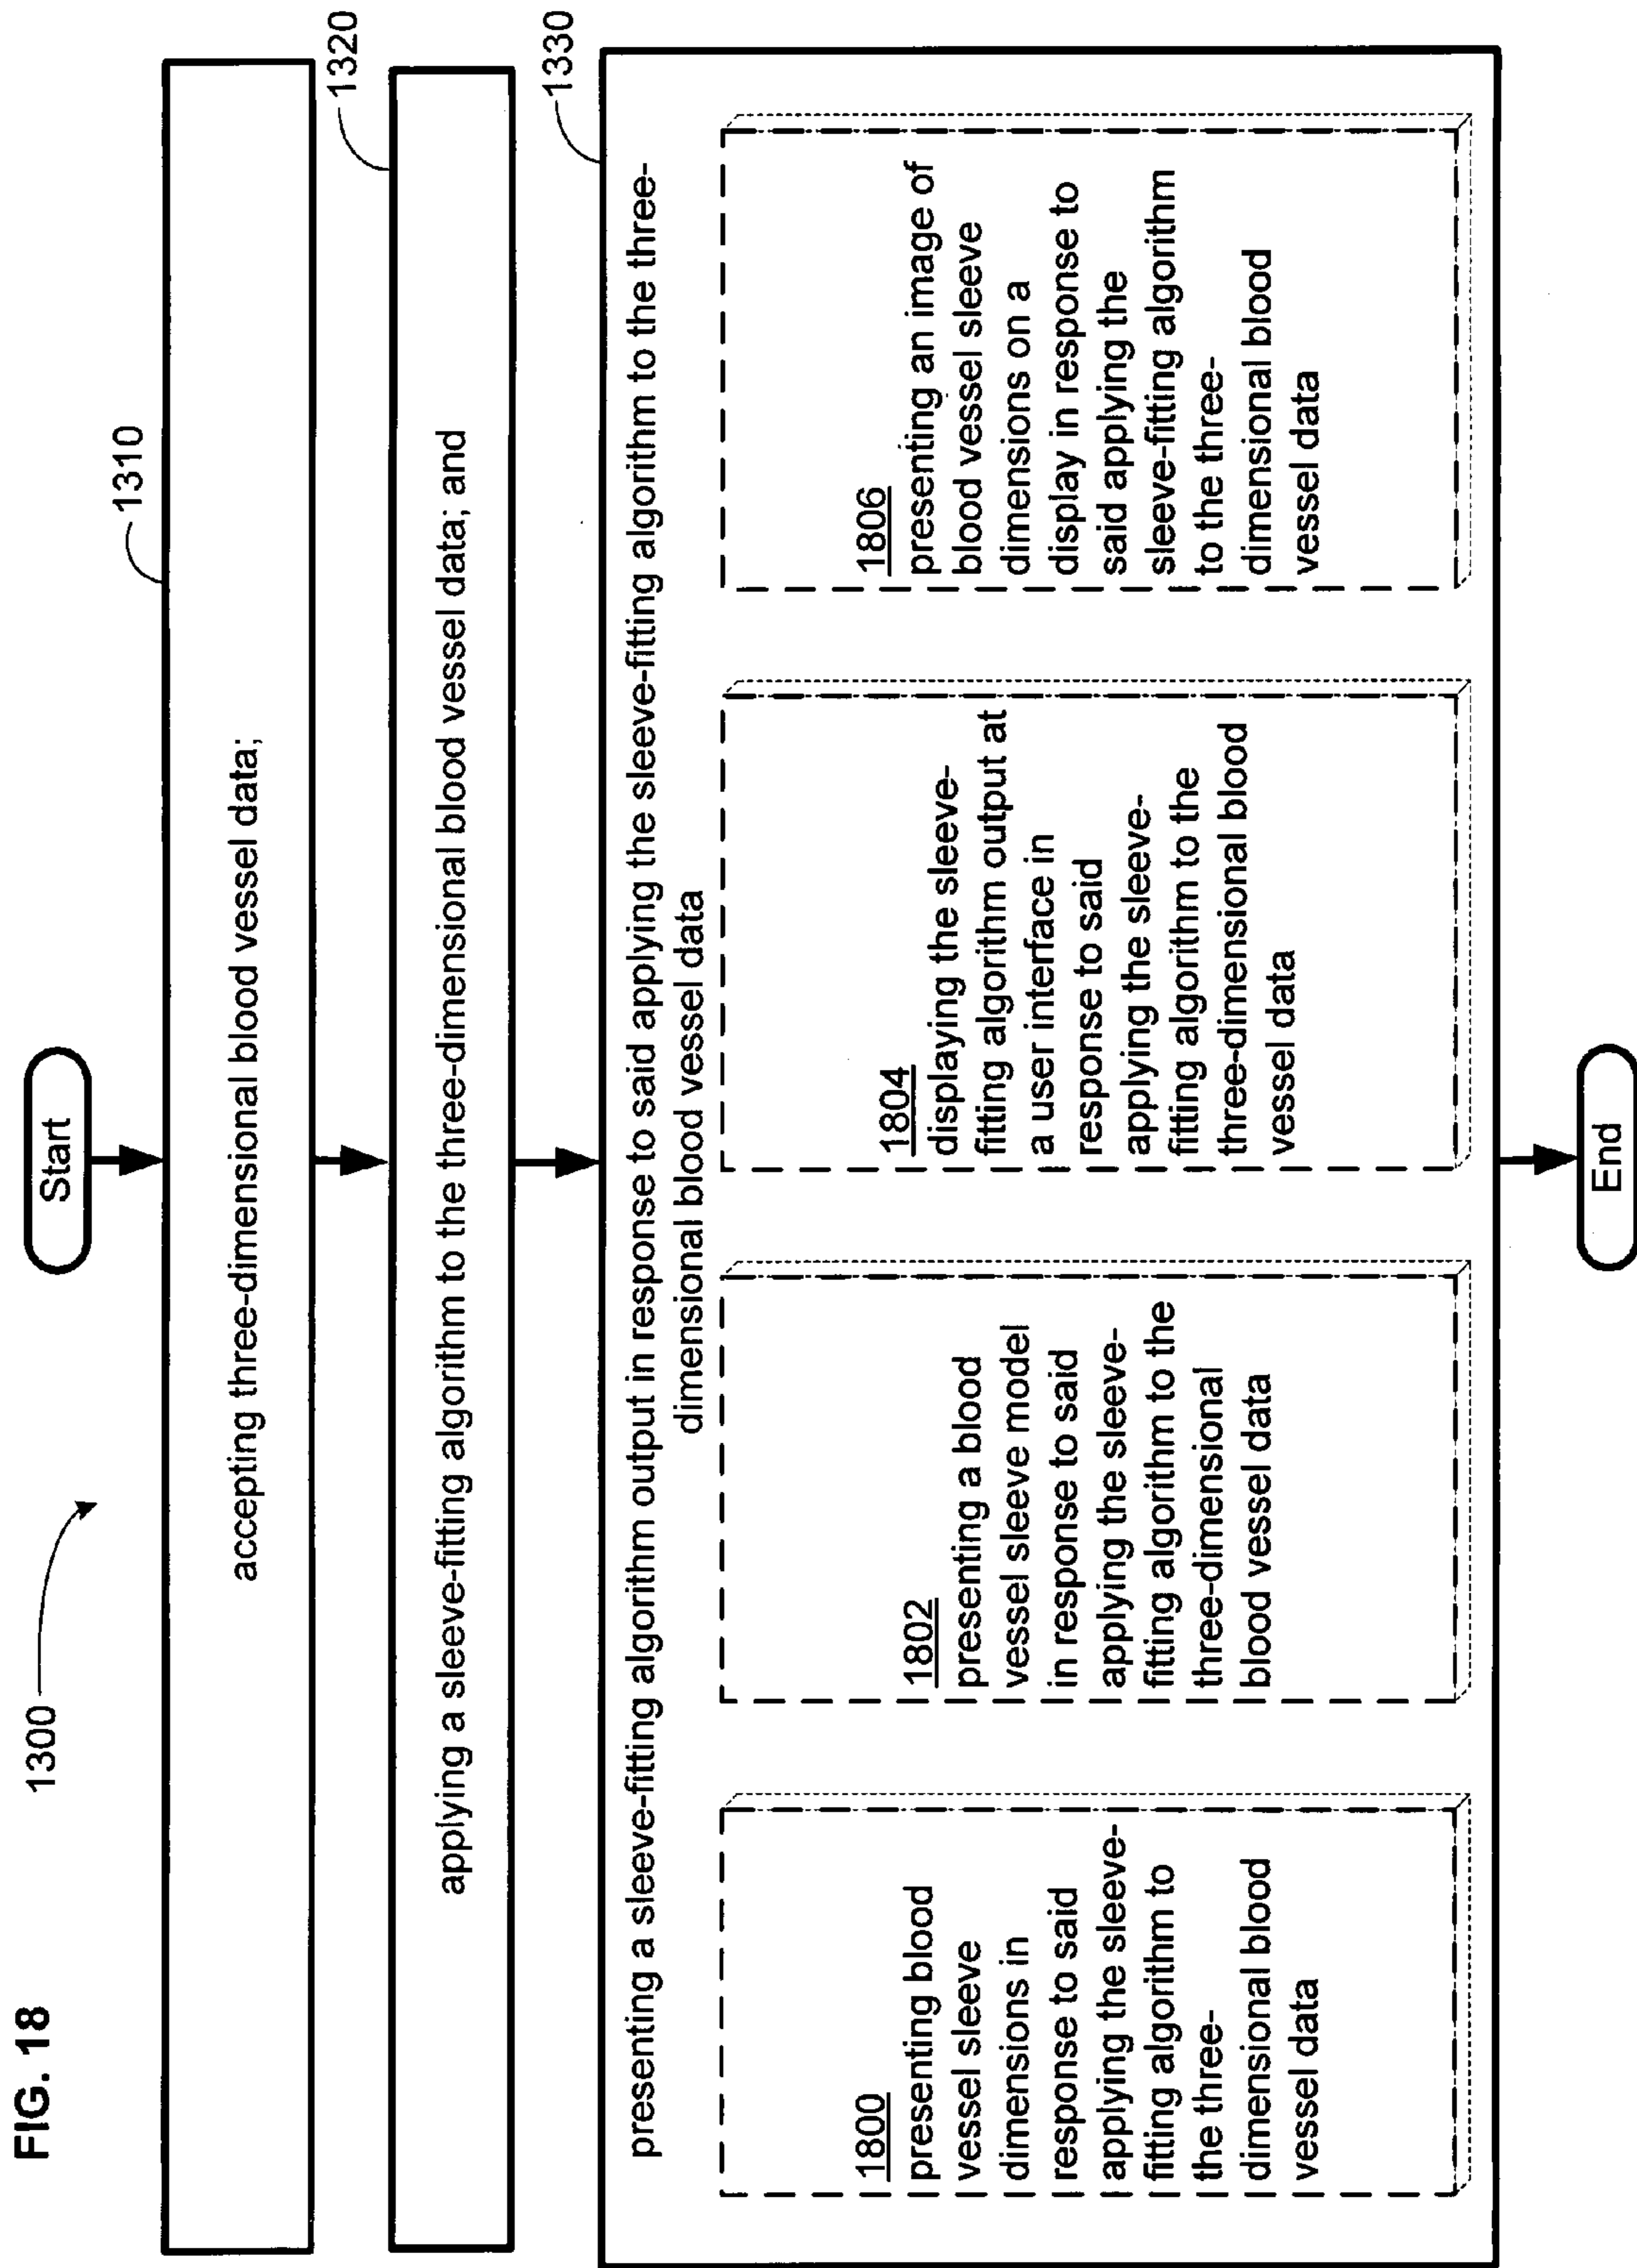 FIG. 18
1300
Start
1310
accepting three-dimensional blood vessel data;
1320
applying a sleeve-fitting algorithm to the three-dimensional blood vessel data; and
1330
presenting a sleeve-fitting algorithm output in response to said applying the sleeve-fitting algorithm to the three-
dimensional blood vessel data
1800
presenting blood
vessel sleeve
dimensions in
response to said
applying the sleeve-
fitting algorithm to
the three-
dimensional blood
vessel data
1802
presenting a blood
vessel sleeve model
in response to said
applying the sleeve-
fitting algorithm to the
three-dimensional
blood vessel data
1804
displaying the sleeve-
fitting algorithm output at
a user interface in
response to said
applying the sleeve-
fitting algorithm to the
three-dimensional blood
vessel data
1806
presenting an image of
blood vessel sleeve
dimensions on a
display in response to
said applying the
sleeve-fitting algorithm
to the three-
dimensional blood
vessel data
End